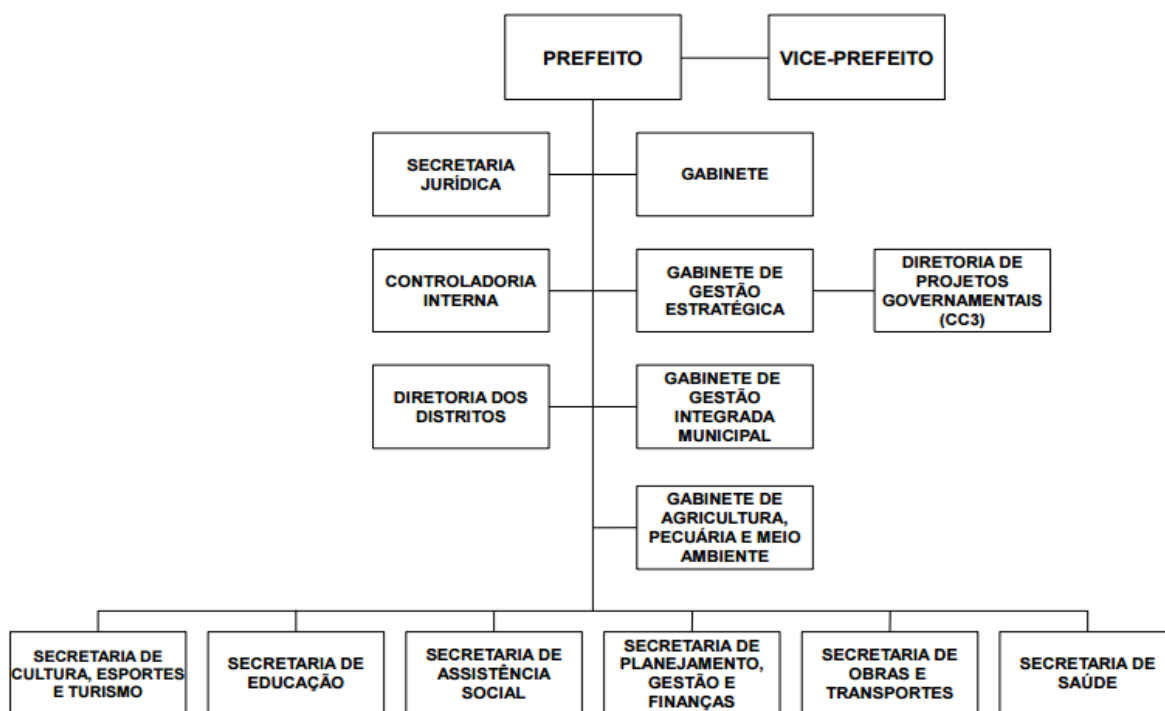 PREFEITO
VICE-PREFEITO
SECRETARIA
JURÍDICA
GABINETE
CONTROLADORIA
INTERNA
GABINETE DE
GESTÃO
ESTRATÉGICA
DIRETORIA DE
PROJETOS
GOVERNAMENTAIS
(CC3)
DIRETORIA DOS
DISTRITOS
GABINETE DE
GESTÃO
INTEGRADA
MUNICIPAL
GABINETE DE
AGRICULTURA,
PECUÁRIA E MEIO
AMBIENTE
SECRETARIA DE
CULTURA, ESPORTES
E TURISMO
SECRETARIA DE
EDUCAÇÃO
SECRETARIA DE
ASSISTÊNCIA
SOCIAL
SECRETARIA DE
PLANEJAMENTO,
GESTÃO E
FINANÇAS
SECRETARIA DE
OBRAS E
TRANSPORTES
SECRETARIA DE
SAÚDE